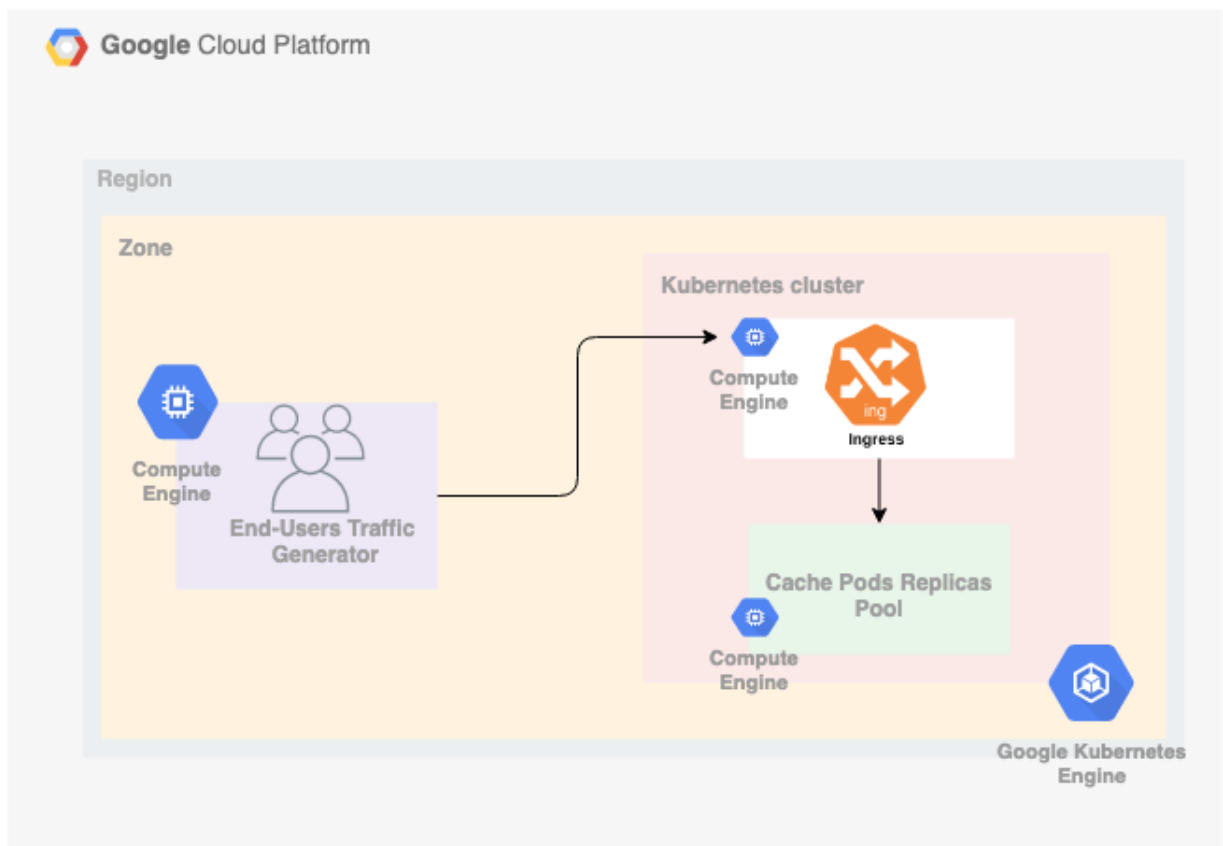 Google Cloud Platform
Region
Zone
Kubernetes cluster
Compute
Engine
ing
Ingress
Compute
Engine
End-Users Traffic
Generator
Cache Pods Replicas
Pool
Compute
Engine
Google Kubernetes
Engine